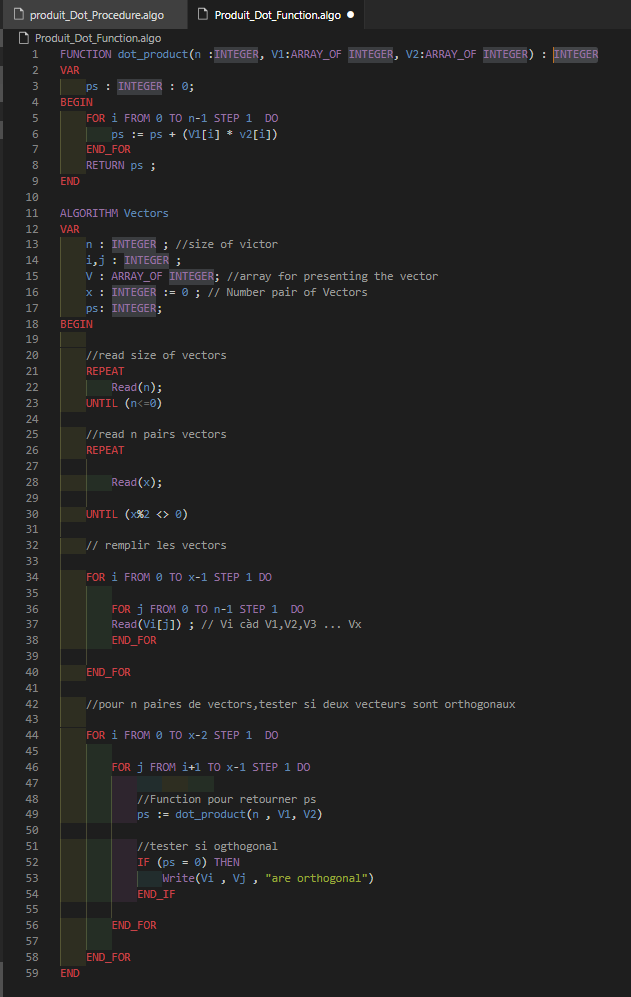 produit_Dot_Procedure.algo Produit_Dot_Function.algo ●
Produit_Dot_Function.algo
1 FUNCTION dot_product(n :INTEGER, V1:ARRAY_OF INTEGER, V2:ARRAY_OF INTEGER) : INTEGER
2 VAR
3 ps : INTEGER : 0;
4 BEGIN
5 FOR i FROM 0 TO n-1 STEP 1 DO
6 ps := ps + (V1[i] * v2[i])
7 END_FOR
8 RETURN ps ;
9 END
10
11 ALGORITHM Vectors
12 VAR
13 n : INTEGER ; //size of victor
14 i,j : INTEGER ;
15 V : ARRAY_OF INTEGER; //array for presenting the vector
16 x : INTEGER := 0 ; // Number pair of Vectors
17 ps: INTEGER;
18 BEGIN
19
20 //read size of vectors
21 REPEAT
22 Read(n);
23 UNTIL (n<=0)
24
25 //read n pairs vectors
26 REPEAT
27
28 Read(x);
29
30 UNTIL (x%2 <> 0)
31
32 // remplir les vectors
33
34 FOR i FROM 0 TO x-1 STEP 1 DO
35
36 FOR j FROM 0 TO n-1 STEP 1 DO
37 Read(Vi[j]) ; // Vi càd V1,V2,V3 ... Vx
38 END_FOR
39
40 END_FOR
41
42 //pour n paires de vectors,tester si deux vecteurs sont orthogonaux
43
44 FOR i FROM 0 TO x-2 STEP 1 DO
45
46 FOR j FROM i+1 TO x-1 STEP 1 DO
47
48 //Function pour retourner ps
49 ps := dot_product(n , V1, V2)
50
51 //tester si ogthogonal
52 IF (ps = 0) THEN
53 Write(Vi , Vj , "are orthogonal")
54 END_IF
55
56 END_FOR
57
58 END_FOR
59 END